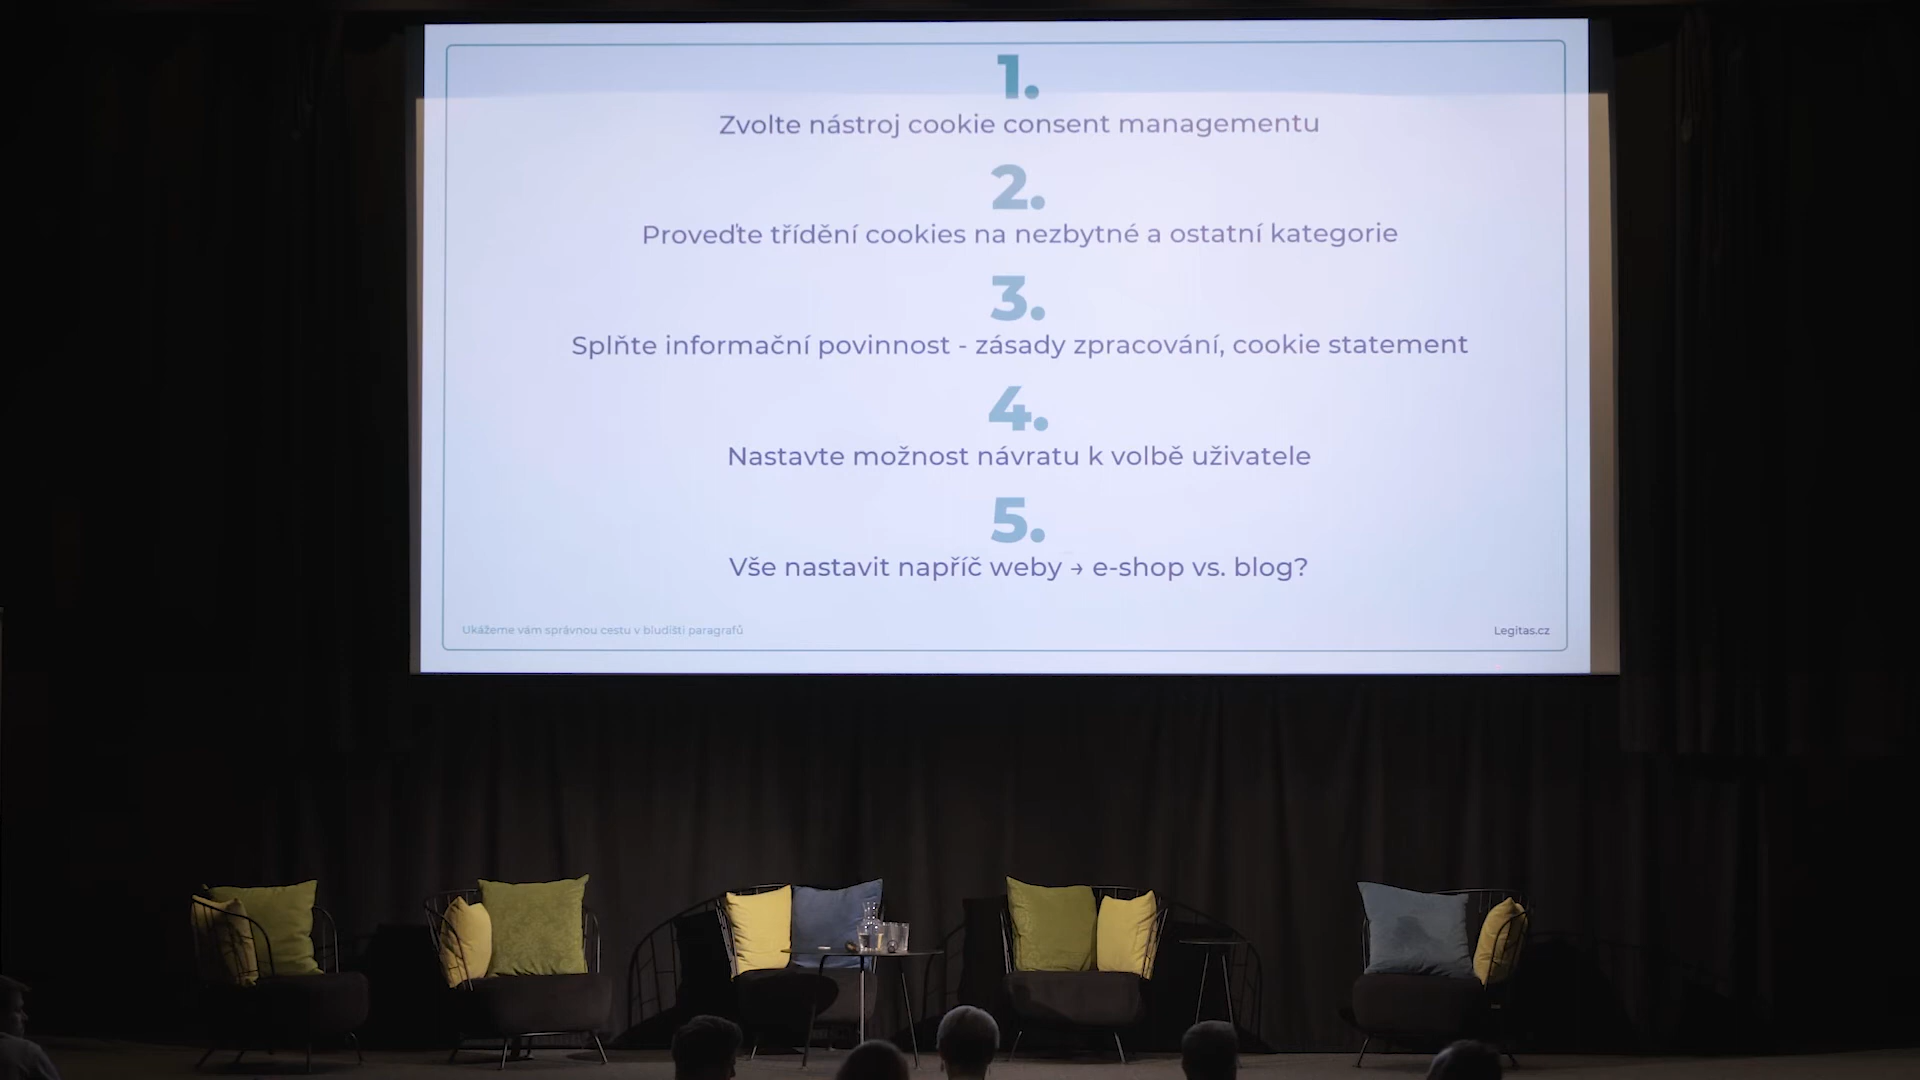 1.
Zvolte nástroj cookie consent managementu
2.
Proveďte třídění cookies na nezbytné a ostatní kategorie
3.
Splňte informační povinnost - zásady zpracování, cookie statement
4.
Nastavte možnost návratu k volbě uživatele
5.
Vše nastavit napříč weby → e-shop vs. blog?
Ukážeme vám správnou cestu v bludišti paragrafů
Legitas.cz